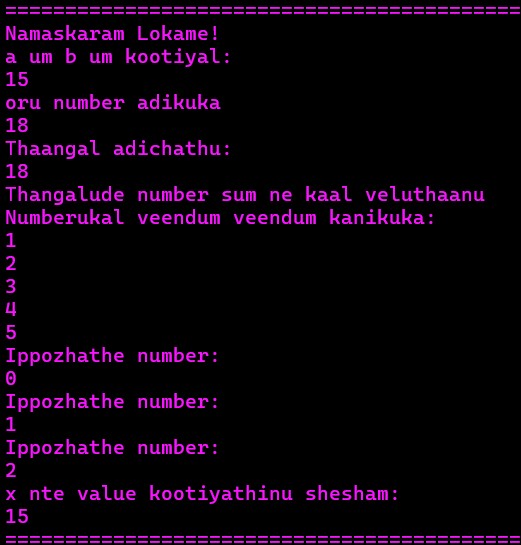 ===========================================
Namaskaram Lokame!
a um b um kootiyal:
15
oru number adikuka
18
Thaangal adichathu:
18
Thangalude number sum ne kaal veluthaanu
Numberukal veendum veendum kanikuka:
1
2
3
4
5
Ippozhathe number:
0
Ippozhathe number:
1
Ippozhathe number:
2
x nte value kootiyathinu shesham:
15
===========================================